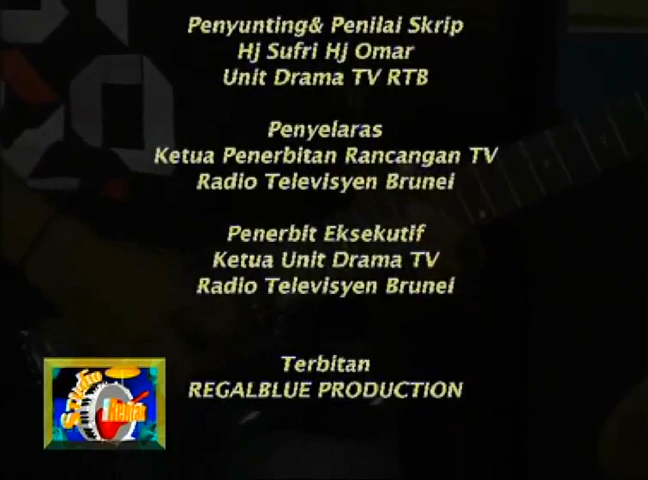 Penyunting& Penilai Skrip
Hj Sufri Hj Omar
Unit Drama TV RTB
Penyelaras
Ketua Penerbitan Rancangan TV
Radio Televisyen Brunei
Penerbit Eksekutif
Ketua Unit Drama TV
Radio Televisyen Brunei
Terbitan
REGALBLUE PRODUCTION
Studio